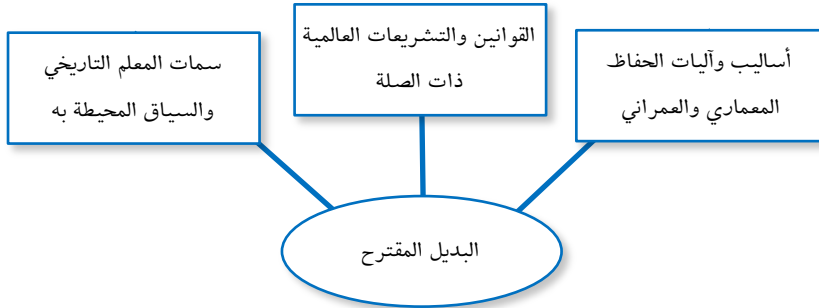 أساليب وآليات الحفاظ
المعماري والعمراني
القوانين والتشريعات العالمية
ذات الصلة
سمات المعلم التاريخي
والسياق المحيطة به
البديل المقترح